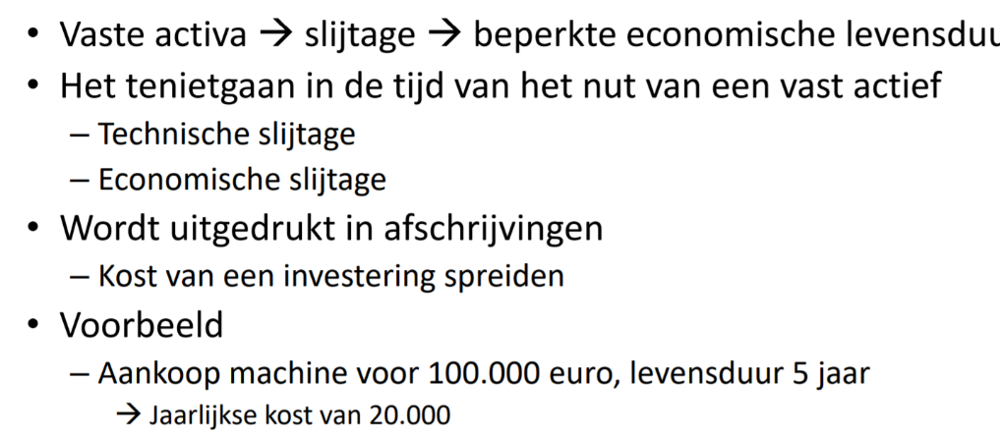 • Vaste activa → slijtage → beperkte economische levensduu
• Het tenietgaan in de tijd van het nut van een vast actief
– Technische slijtage
– Economische slijtage
• Wordt uitgedrukt in afschrijvingen
– Kost van een investering spreiden
• Voorbeeld
– Aankoop machine voor 100.000 euro, levensduur 5 jaar
→ Jaarlijkse kost van 20.000